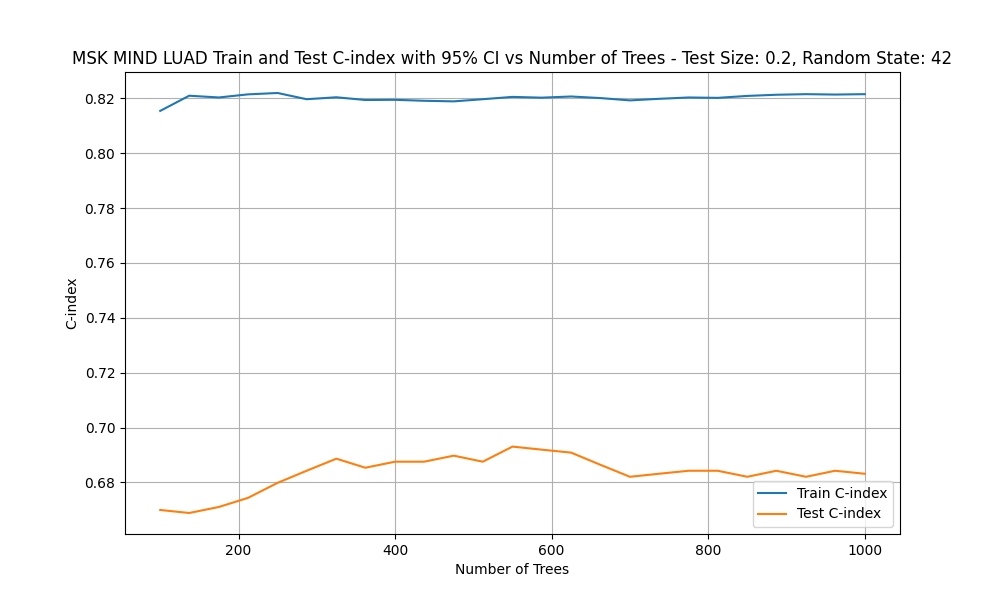 MSK MIND LUAD Train and Test C-index with 95% CI vs Number of Trees - Test Size: 0.2, Random State: 42
0.82
0.80
0.78
0.76
0.74
0.72
0.70
0.68
C-index
Train C-index
Test C-index
200
400
600
800
1000
Number of Trees